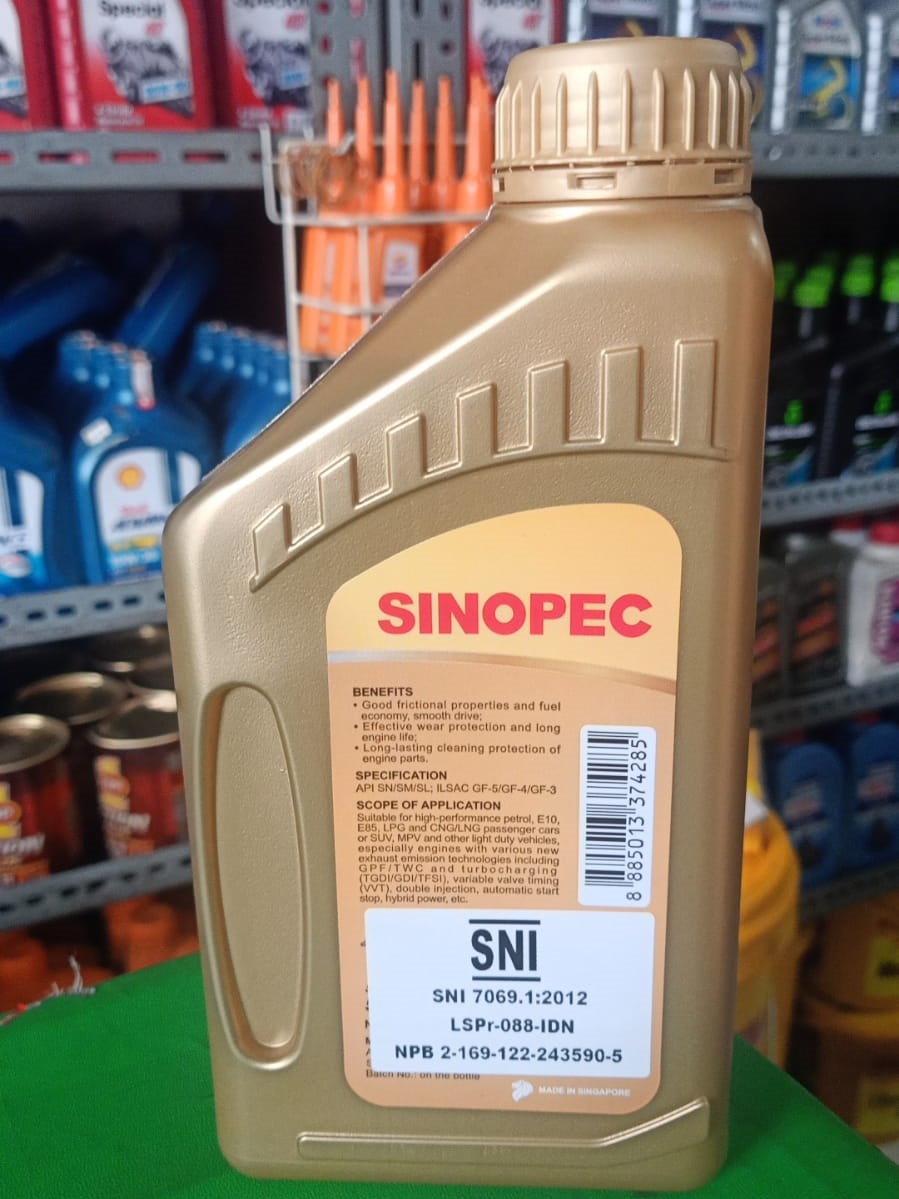 Special
Special
SINOPEC
BENEFITS
• Good frictional properties and fuel
economy, smooth drive;
• Effective wear protection and long
engine life;
• Long-lasting cleaning protection of
engine parts.
SPECIFICATION
API SN/SM/SL; ILSAC GF-5/GF-4/GF-3
SCOPE OF APPLICATION
Suitable for high-performance petrol, E10,
E85, LPG and CNG/LNG passenger cars
or SUV, MPV and other light duty vehicles,
especially engines with various new
exhaust emission technologies including
GPF/TWC and turbocharging
(TGDI/GDI/TFSI), variable valve timing
(VVT), double injection, automatic start
stop, hybrid power, etc.
8 885013 374285
SNI
SNI 7069.1:2012
LSPr-088-IDN
NPB 2-169-122-243590-5
Batch No.: on the bottle
MADE IN SINGAPORE